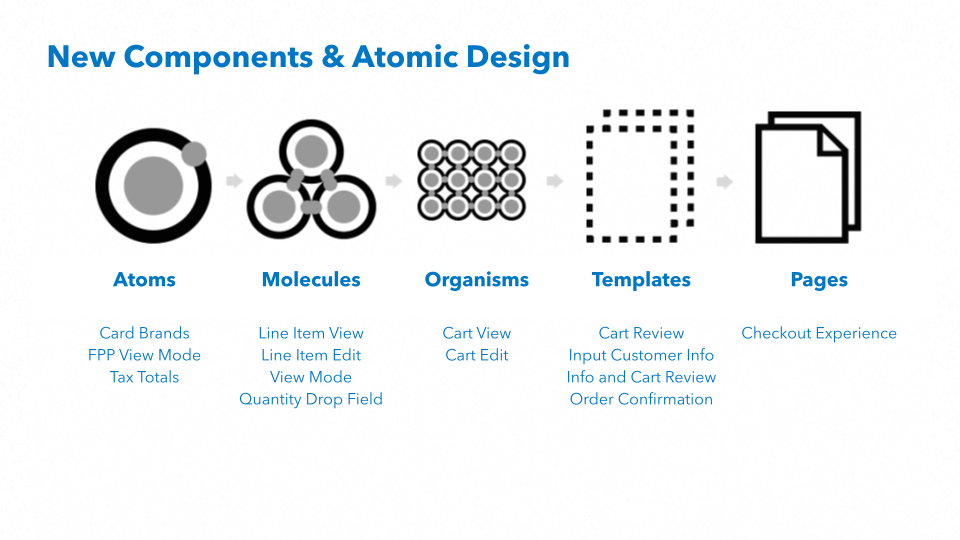 New Components & Atomic Design
Atoms
Card Brands
FPP View Mode
Tax Totals
Molecules
Line Item View
Line Item Edit
View Mode
Quantity Drop Field
Organisms
Cart View
Cart Edit
Templates
Cart Review
Input Customer Info
Info and Cart Review
Order Confirmation
Pages
Checkout Experience